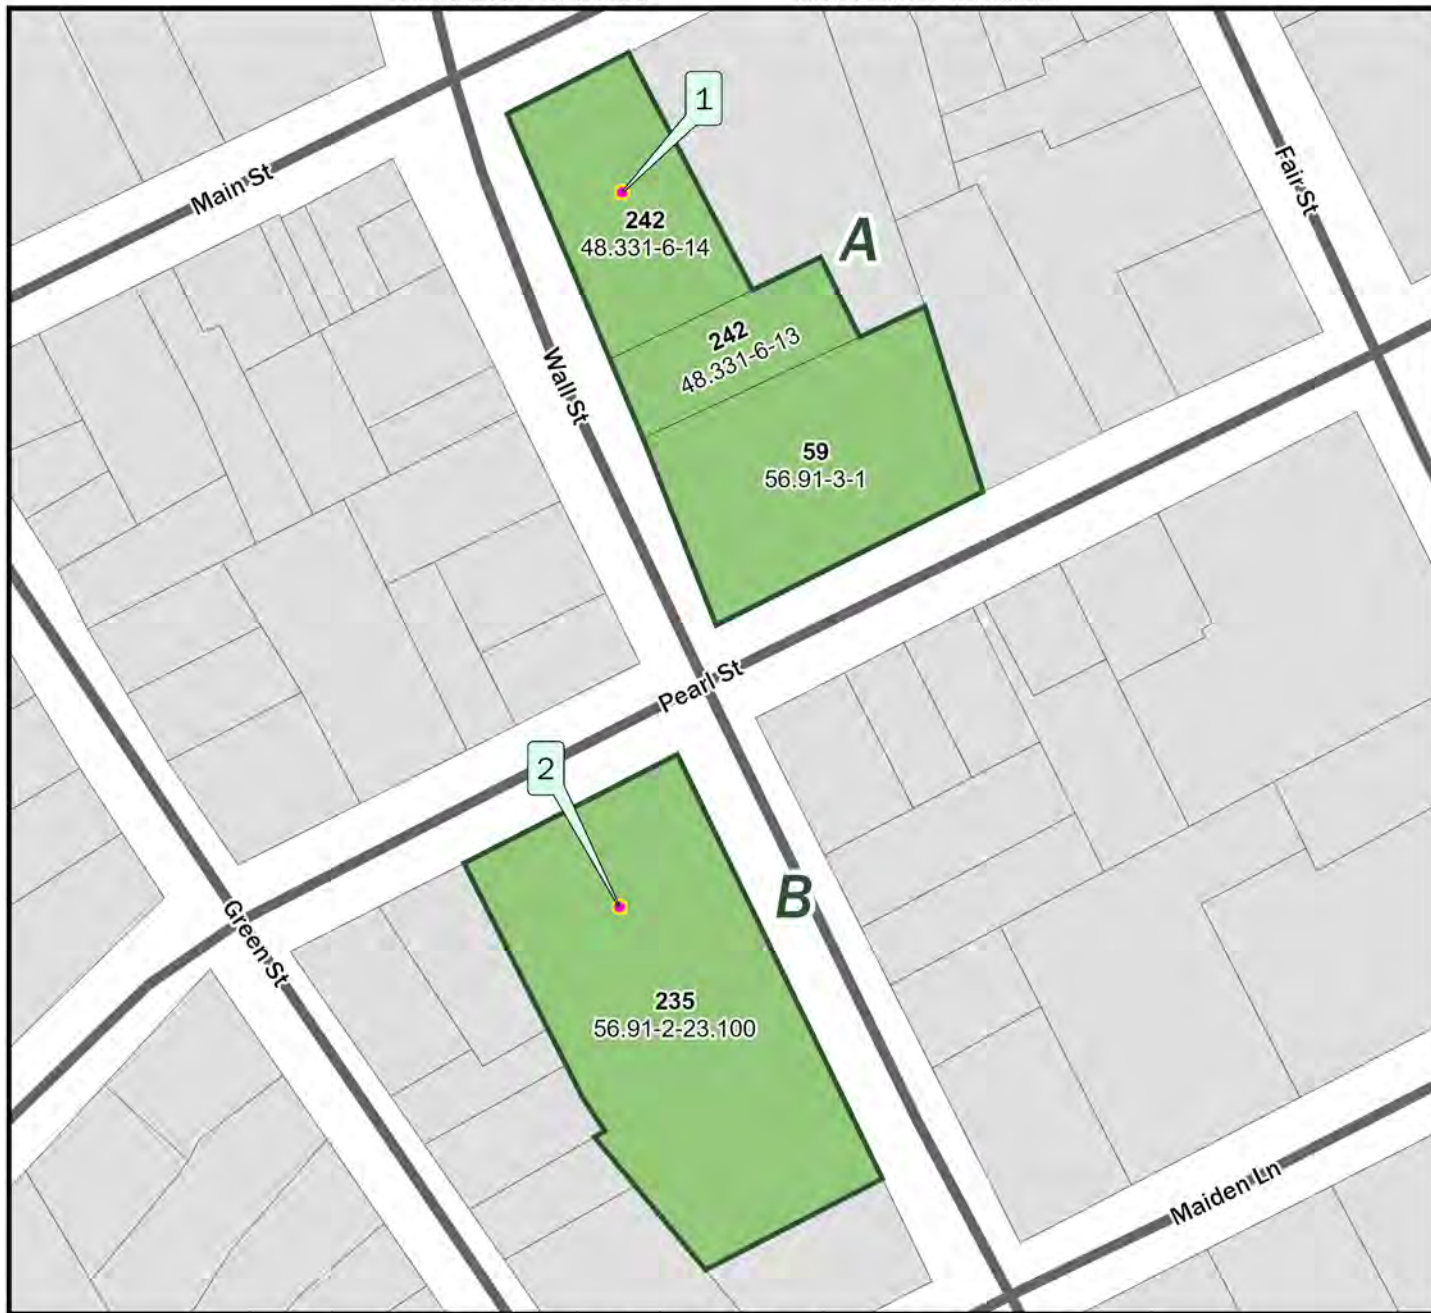 1
Main St
Fair St
242
48.331-6-14
A
242
48.331-6-13
Wall St
59
56.91-3-1
Pearl St
2
B
Green St
235
56.91-2-23.100
Maiden Ln